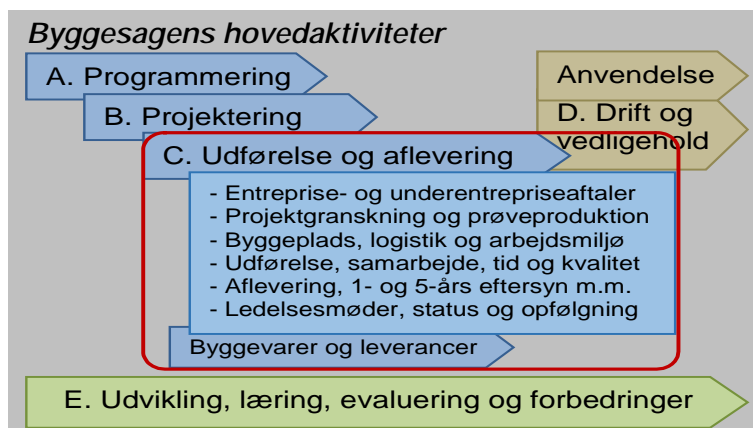 Byggesagens hovedaktiviteter
A. Programmering
Anvendelse
B. Projektering
D. Drift og
vedligehold
C. Udførelse og aflevering
- Entreprise- og underentrepriseaftaler
- Projektgranskning og prøveproduktion
- Byggeplads, logistik og arbejdsmiljø
- Udførelse, samarbejde, tid og kvalitet
- Aflevering, 1- og 5-års eftersyn m.m.
- Ledelsesmøder, status og opfølgning
Byggevarer og leverancer
E. Udvikling, læring, evaluering og forbedringer